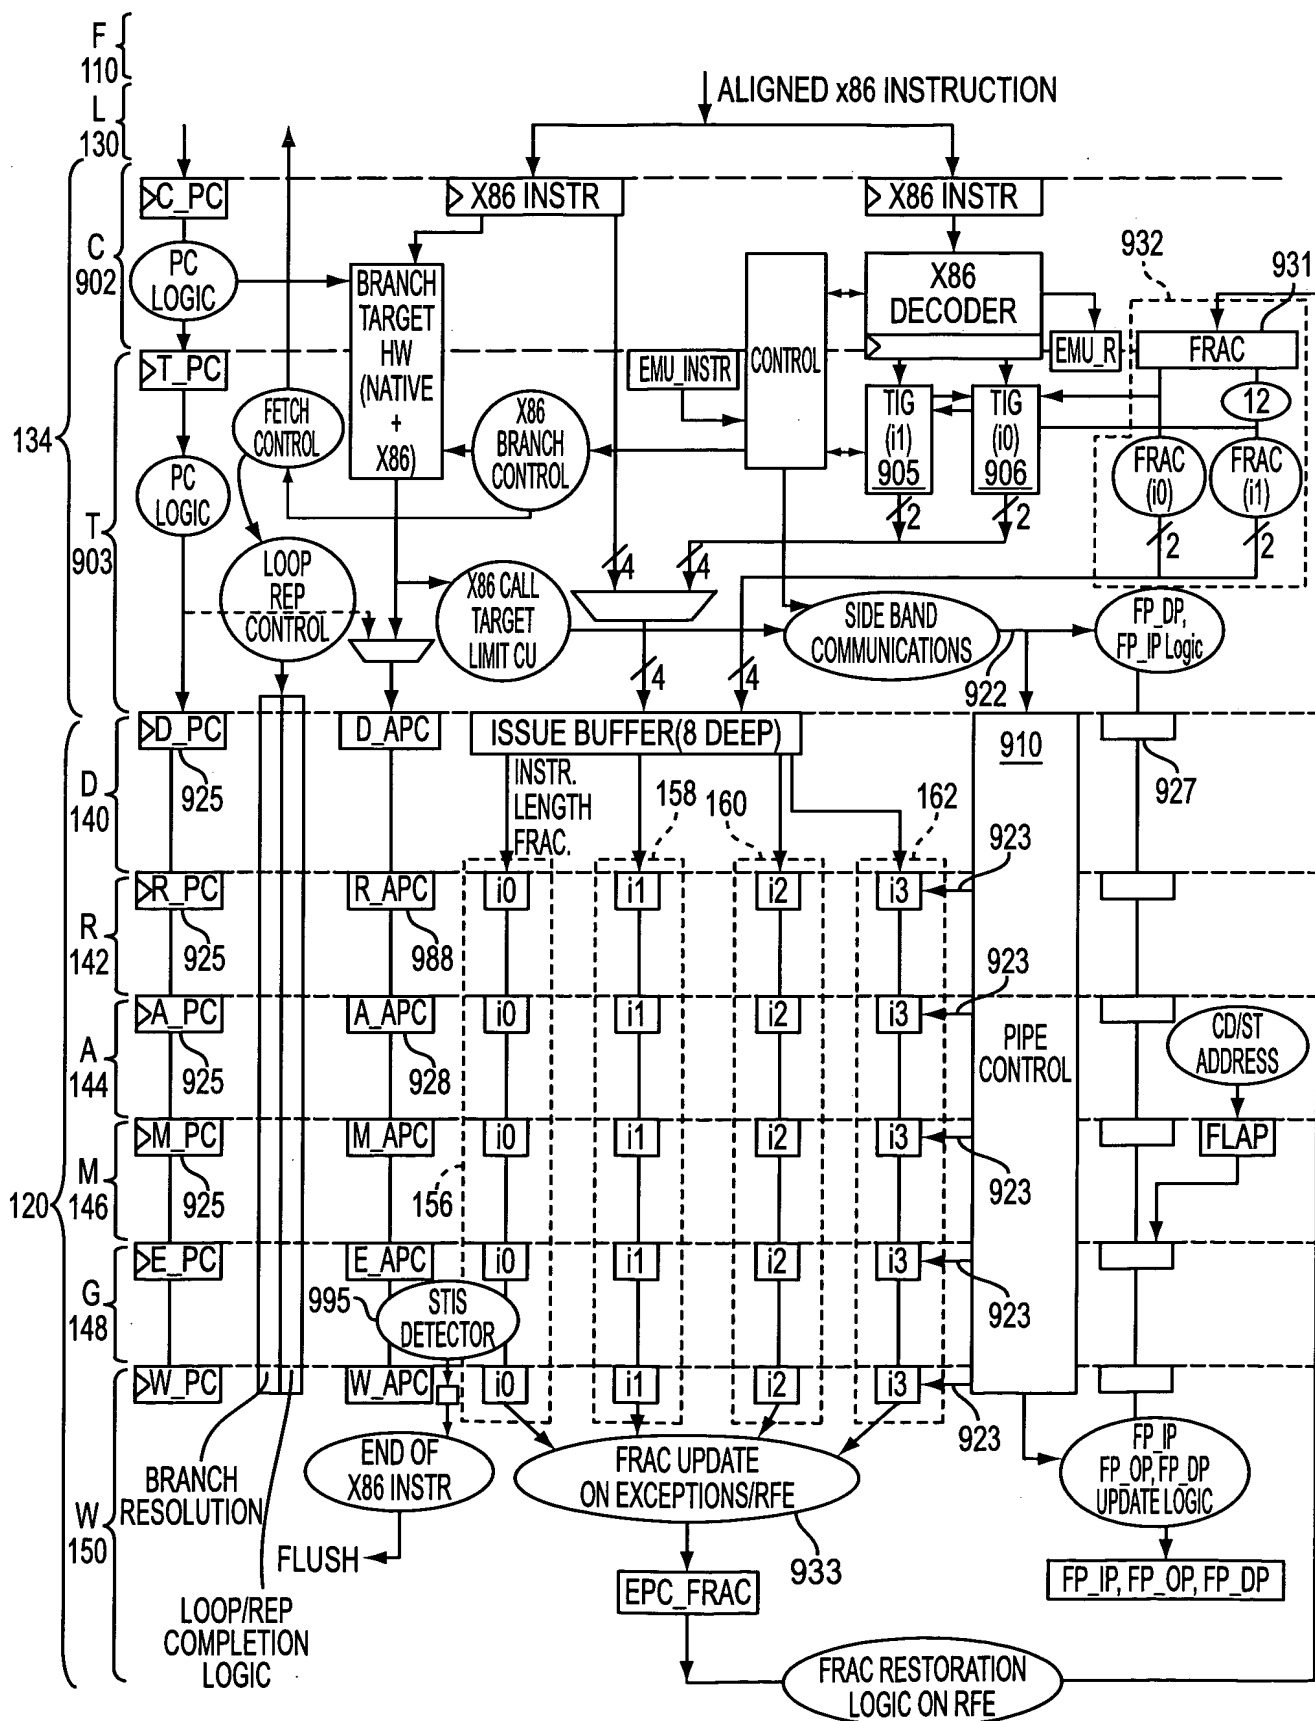 F
110
L
130
ALIGNED x86 INSTRUCTION
C_PC
X86 INSTR
X86 INSTR
134
C
902
PC
LOGIC
BRANCH
TARGET
HW
(NATIVE
+
X86)
CONTROL
X86
DECODER
932
931
EMU_R
FRAC
T_PC
EMU_INSTR
FETCH
CONTROL
X86
BRANCH
CONTROL
TIG
(i1)
905
TIG
(i0)
906
12
FRAC
(i0)
FRAC
(i1)
PC
LOGIC
T
903
2
2
2
2
4
4
LOOP
REP
CONTROL
X86 CALL
TARGET
LIMIT CU
SIDE BAND
COMMUNICATIONS
FP_DP,
FP_IP Logic
4
4
922
D_PC
D_APC
ISSUE BUFFER(8 DEEP)
910
925
927
D
140
INSTR.
LENGTH
FRAC.
158
160
162
923
R_PC
R_APC
i0
i1
i2
i3
R
142
925
988
923
A_PC
A_APC
i0
i1
i2
i3
PIPE
CONTROL
CD/ST
ADDRESS
A
144
925
928
M_PC
M_APC
i0
i1
i2
i3
FLAP
120
M
146
925
156
923
E_PC
E_APC
i0
i1
i2
i3
G
148
995
STIS
DETECTOR
923
W_PC
W_APC
i0
i1
i2
i3
923
W
150
BRANCH
RESOLUTION
END OF
X86 INSTR
FRAC UPDATE
ON EXCEPTIONS/RFE
FP_IP
FP_OP, FP_DP
UPDATE LOGIC
FLUSH
933
EPC_FRAC
FP_IP, FP_OP, FP_DP
LOOP/REP
COMPLETION
LOGIC
FRAC RESTORATION
LOGIC ON RFE